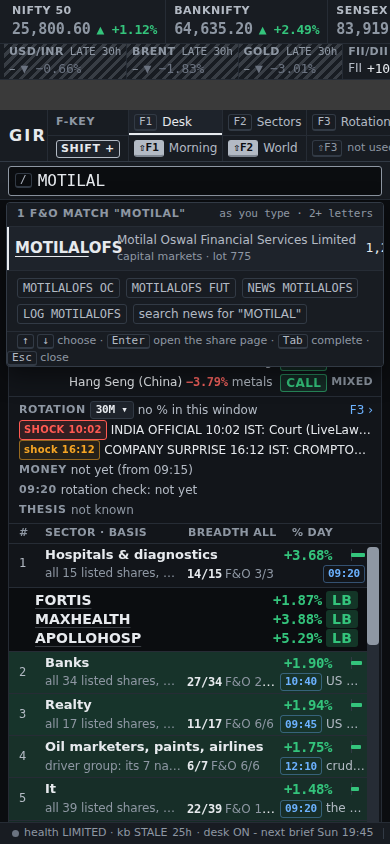 NIFTY 50 BANKNIFTY SENSEX
25,800.60 ▲ +1.12% 64,635.20 ▲ +2.49% 83,919
USD/INR LATE 30h BRENT LATE 30h GOLD LATE 30h FII/DII
— ▼ −0.66% — ▼ −1.83% — ▼ −3.01% FII +10
GIR F-KEY F1 Desk F2 Sectors F3 Rotation
SHIFT + ⇧F1 Morning ⇧F2 World ⇧F3 not used
/ MOTILAL
1 F&O MATCH "MOTILAL" as you type · 2+ letters
MOTILALOFS Motilal Oswal Financial Services Limited
capital markets · lot 775
MOTILALOFS OC MOTILALOFS FUT NEWS MOTILALOFS
LOG MOTILALOFS search news for "MOTILAL"
↑ ↓ choose · Enter open the share page · Tab complete ·
Esc close
Hang Seng (China) −3.79% metals CALL MIXED
ROTATION 30M ▾ no % in this window F3 ›
SHOCK 10:02 INDIA OFFICIAL 10:02 IST: Court (LiveLaw…
shock 16:12 COMPANY SURPRISE 16:12 IST: CROMPTO…
MONEY not yet (from 09:15)
09:20 rotation check: not yet
THESIS not known
# SECTOR · BASIS BREADTH ALL % DAY
1 Hospitals & diagnostics +3.68%
all 15 listed shares, … 14/15 F&O 3/3 09:20
FORTIS +1.87% LB
MAXHEALTH +3.88% LB
APOLLOHOSP +5.29% LB
2 Banks +1.90%
all 34 listed shares, … 27/34 F&O 2… 10:40 US …
3 Realty +1.94%
all 17 listed shares, … 11/17 F&O 6/6 09:45 US …
4 Oil marketers, paints, airlines +1.75%
driver group: its 7 na… 6/7 F&O 6/6 12:10 crud…
5 It +1.48%
all 39 listed shares, … 22/39 F&O 1… 09:20 the …
health LIMITED · kb STALE 25h · desk ON - next brief Sun 19:45